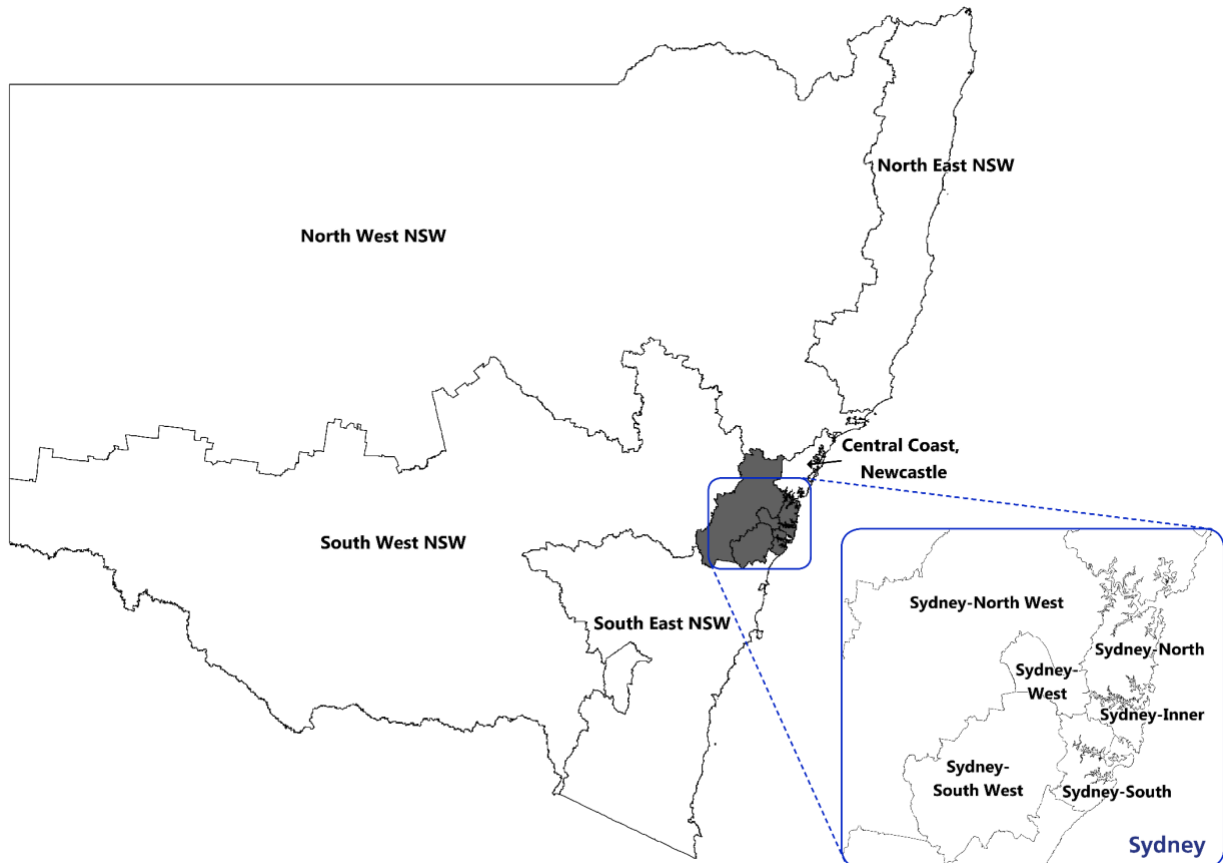 North East NSW
North West NSW
Central Coast,
Newcastle
South West NSW
South East NSW
Sydney-North West
Sydney-North
Sydney-
West
Sydney-Inner
Sydney-
South West
Sydney-South
Sydney